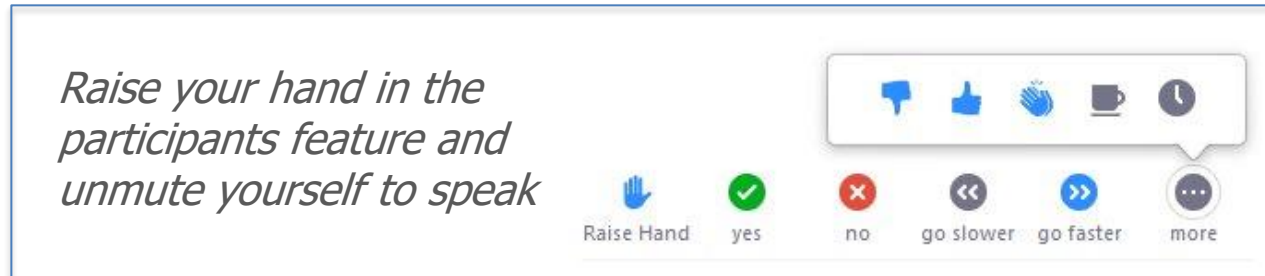 Raise your hand in the
participants feature and
unmute yourself to speak
Raise Hand yes no go slower go faster more